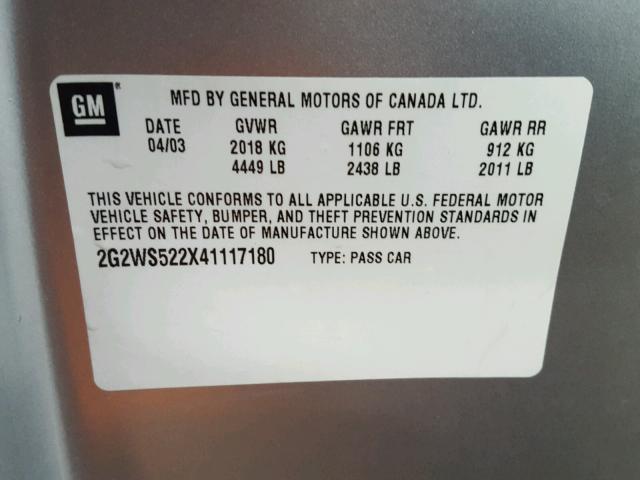 GM®
MFD BY GENERAL MOTORS OF CANADA LTD.
DATE GVWR GAWR FRT GAWR RR
04/03 2018 KG 1106 KG 912 KG
4449 LB 2438 LB 2011 LB
THIS VEHICLE CONFORMS TO ALL APPLICABLE U.S. FEDERAL MOTOR
VEHICLE SAFETY, BUMPER, AND THEFT PREVENTION STANDARDS IN
EFFECT ON THE DATE OF MANUFACTURE SHOWN ABOVE.
2G2WS522X41117180 TYPE: PASS CAR